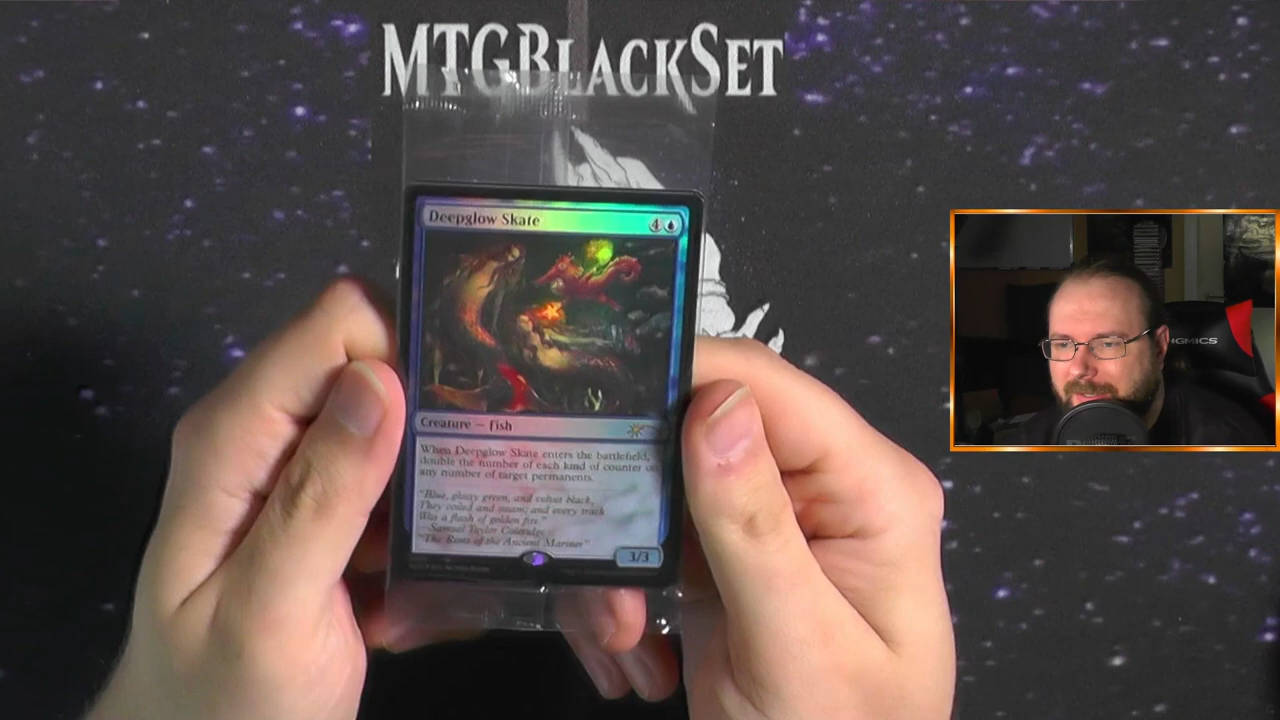 MTGBLACKSET
Deepglow Skate
4
Creature — Fish
When Deepglow Skate enters the battlefield,
double the number of each kind of counter on
any number of target permanents.
"Blue, glossy green, and velvet black,
They coiled and swam; and every track
Was a flash of golden fire."
—Samuel Taylor Coleridge,
"The Rime of the Ancient Mariner"
3/3
GMICS